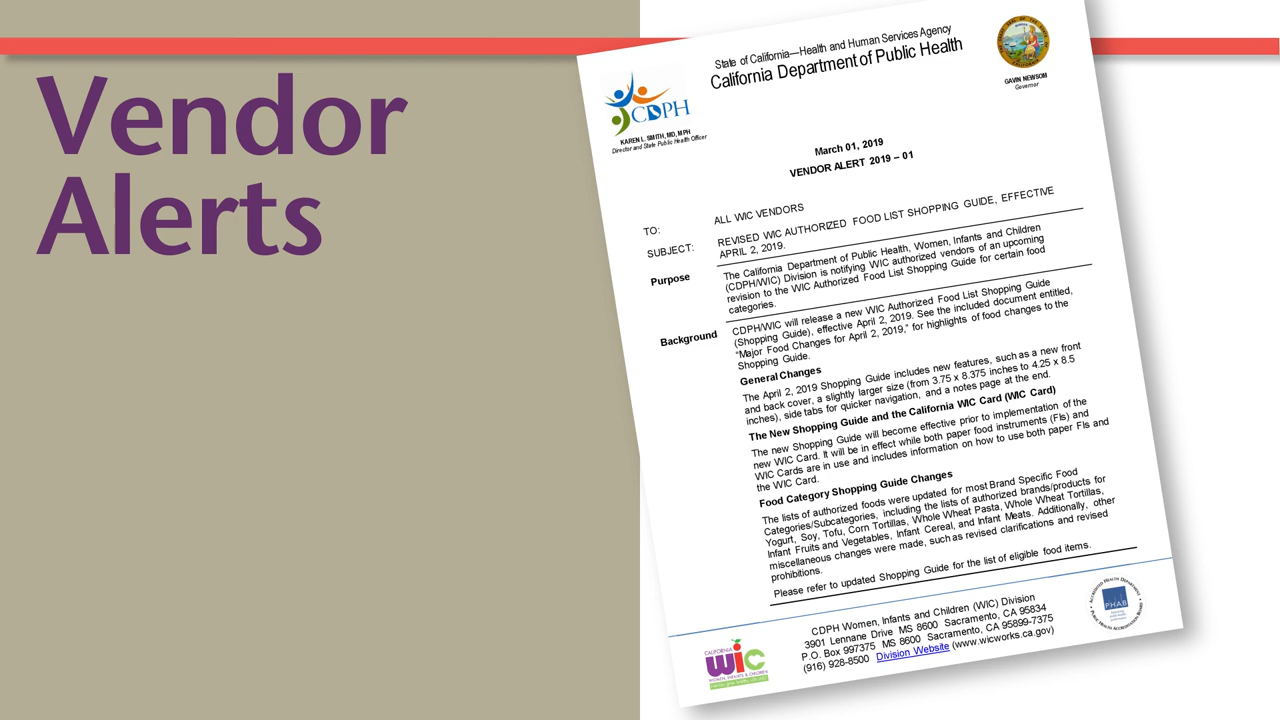 Vendor
Alerts
State of California—Health and Human Services Agency
California Department of Public Health
CDPH
KAREN L. SMITH, MD, MPH
Director and State Public Health Officer
GAVIN NEWSOM
Governor
March 01, 2019
VENDOR ALERT 2019 – 01
TO: ALL WIC VENDORS
SUBJECT: REVISED WIC AUTHORIZED FOOD LIST SHOPPING GUIDE, EFFECTIVE
APRIL 2, 2019.
Purpose The California Department of Public Health, Women, Infants and Children
(CDPH/WIC) Division is notifying WIC authorized vendors of an upcoming
revision to the WIC Authorized Food List Shopping Guide for certain food
categories.
Background CDPH/WIC will release a new WIC Authorized Food List Shopping Guide
(Shopping Guide), effective April 2, 2019. See the included document entitled,
“Major Food Changes for April 2, 2019,” for highlights of food changes to the
Shopping Guide.
General Changes
The April 2, 2019 Shopping Guide includes new features, such as a new front
and back cover, a slightly larger size (from 3.75 x 8.375 inches to 4.25 x 8.5
inches), side tabs for quicker navigation, and a notes page at the end.
The New Shopping Guide and the California WIC Card (WIC Card)
The new Shopping Guide will become effective prior to implementation of the
new WIC Card. It will be in effect while both paper food instruments (FIs) and
WIC Cards are in use and includes information on how to use both paper FIs and
the WIC Card.
Food Category Shopping Guide Changes
The lists of authorized foods were updated for most Brand Specific Food
Categories/Subcategories, including the lists of authorized brands/products for
Yogurt, Soy, Tofu, Corn Tortillas, Whole Wheat Pasta, Whole Wheat Tortillas,
Infant Fruits and Vegetables, Infant Cereal, and Infant Meats. Additionally, other
miscellaneous changes were made, such as revised clarifications and revised
prohibitions.
Please refer to updated Shopping Guide for the list of eligible food items.
CALIFORNIA
wic
WOMEN, INFANTS & CHILDREN
CDPH Women, Infants and Children (WIC) Division
3901 Lennane Drive MS 8600 Sacramento, CA 95834
P.O. Box 997375 MS 8600 Sacramento, CA 95899-7375
(916) 928-8500 Division Website (www.wicworks.ca.gov)
PHAB